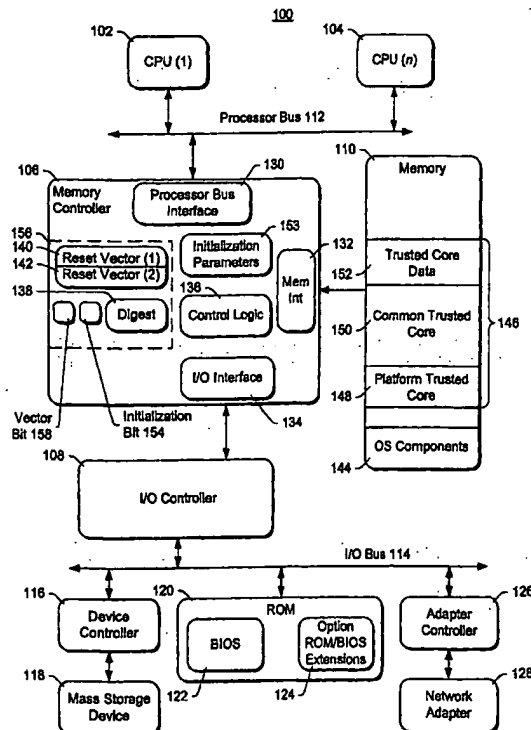 100
102
104
CPU (1)
CPU (n)
Processor Bus 112
106
130
110
Memory Controller
Processor Bus Interface
Memory
156
153
132
140
Reset Vector (1)
142
Reset Vector (2)
Initialization Parameters
152
Trusted Core Data
138
136
Mem Int
146
Digest
Control Logic
150
Common Trusted Core
I/O Interface
148
Platform Trusted Core
Vector Bit 158
Initialization Bit 154
134
108
OS Components
144
I/O Controller
I/O Bus 114
116
120
126
ROM
Device Controller
BIOS
Option ROM/BIOS Extensions
Adapter Controller
118
122
124
128
Mass Storage Device
Network Adapter